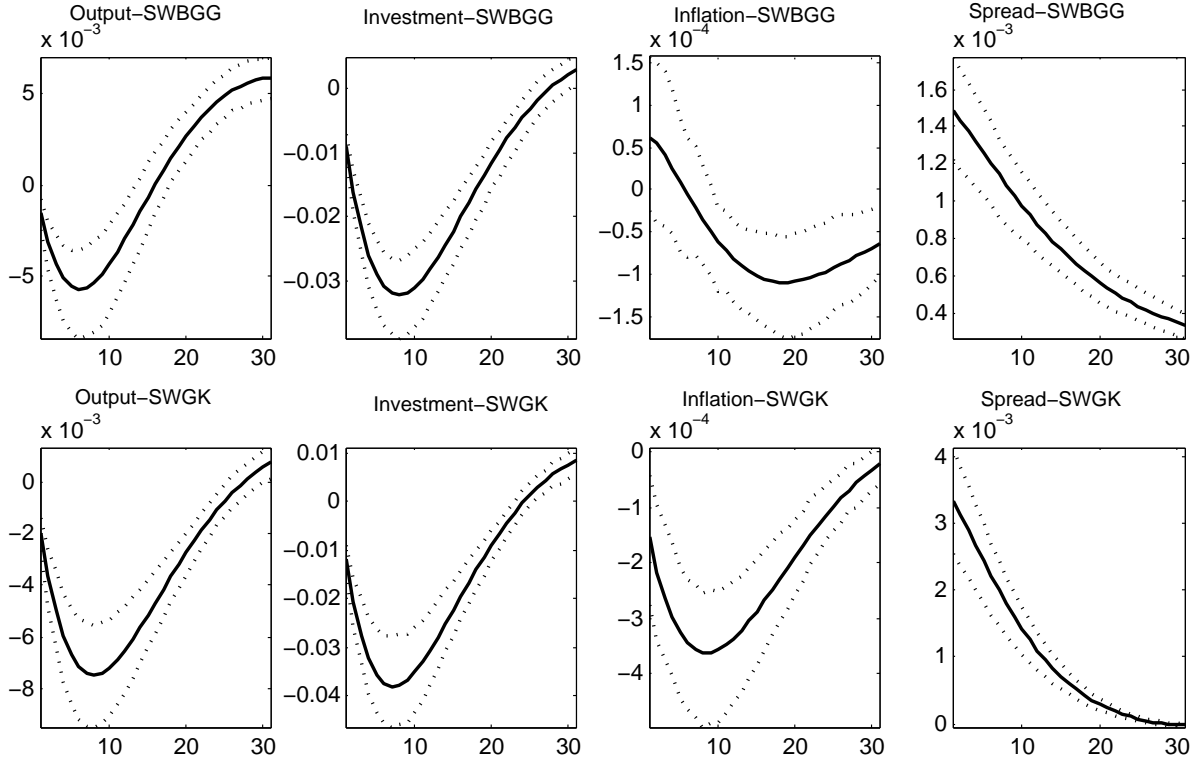 Output−SWBGG
x 10−3
5
0
−5
10 20 30
Investment−SWBGG
0
−0.01
−0.02
−0.03
10 20 30
Inflation−SWBGG
x 10−4
1.5
1
0.5
0
−0.5
−1
−1.5
10 20 30
Spread−SWBGG
x 10−3
1.6
1.4
1.2
1
0.8
0.6
0.4
10 20 30
Output−SWGK
x 10−3
0
−2
−4
−6
−8
10 20 30
Investment−SWGK
0.01
0
−0.01
−0.02
−0.03
−0.04
10 20 30
Inflation−SWGK
x 10−4
0
−1
−2
−3
−4
10 20 30
Spread−SWGK
x 10−3
4
3
2
1
0
10 20 30